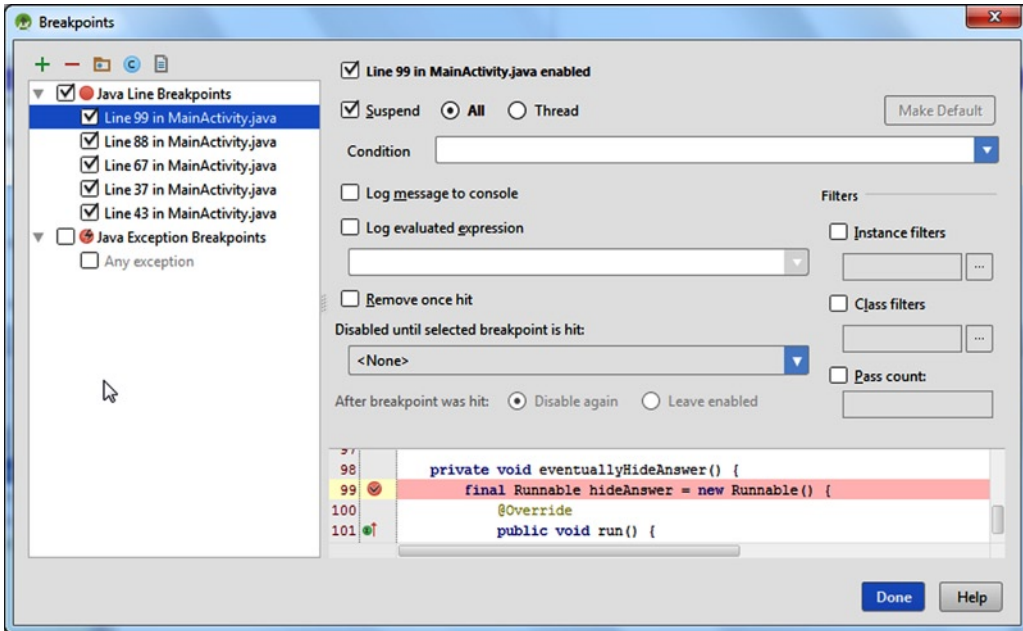 Breakpoints
Java Line Breakpoints
Line 99 in MainActivity.java
Line 88 in MainActivity.java
Line 67 in MainActivity.java
Line 37 in MainActivity.java
Line 43 in MainActivity.java
Java Exception Breakpoints
Any exception
Line 99 in MainActivity.java enabled
Suspend All Thread Make Default
Condition
Log message to console
Log evaluated expression
Remove once hit
Disabled until selected breakpoint is hit:
<None>
After breakpoint was hit: Disable again Leave enabled
Filters
Instance filters
...
Class filters
...
Pass count:
97
98 private void eventuallyHideAnswer() {
99 final Runnable hideAnswer = new Runnable() {
100 @Override
101 public void run() {
Done Help